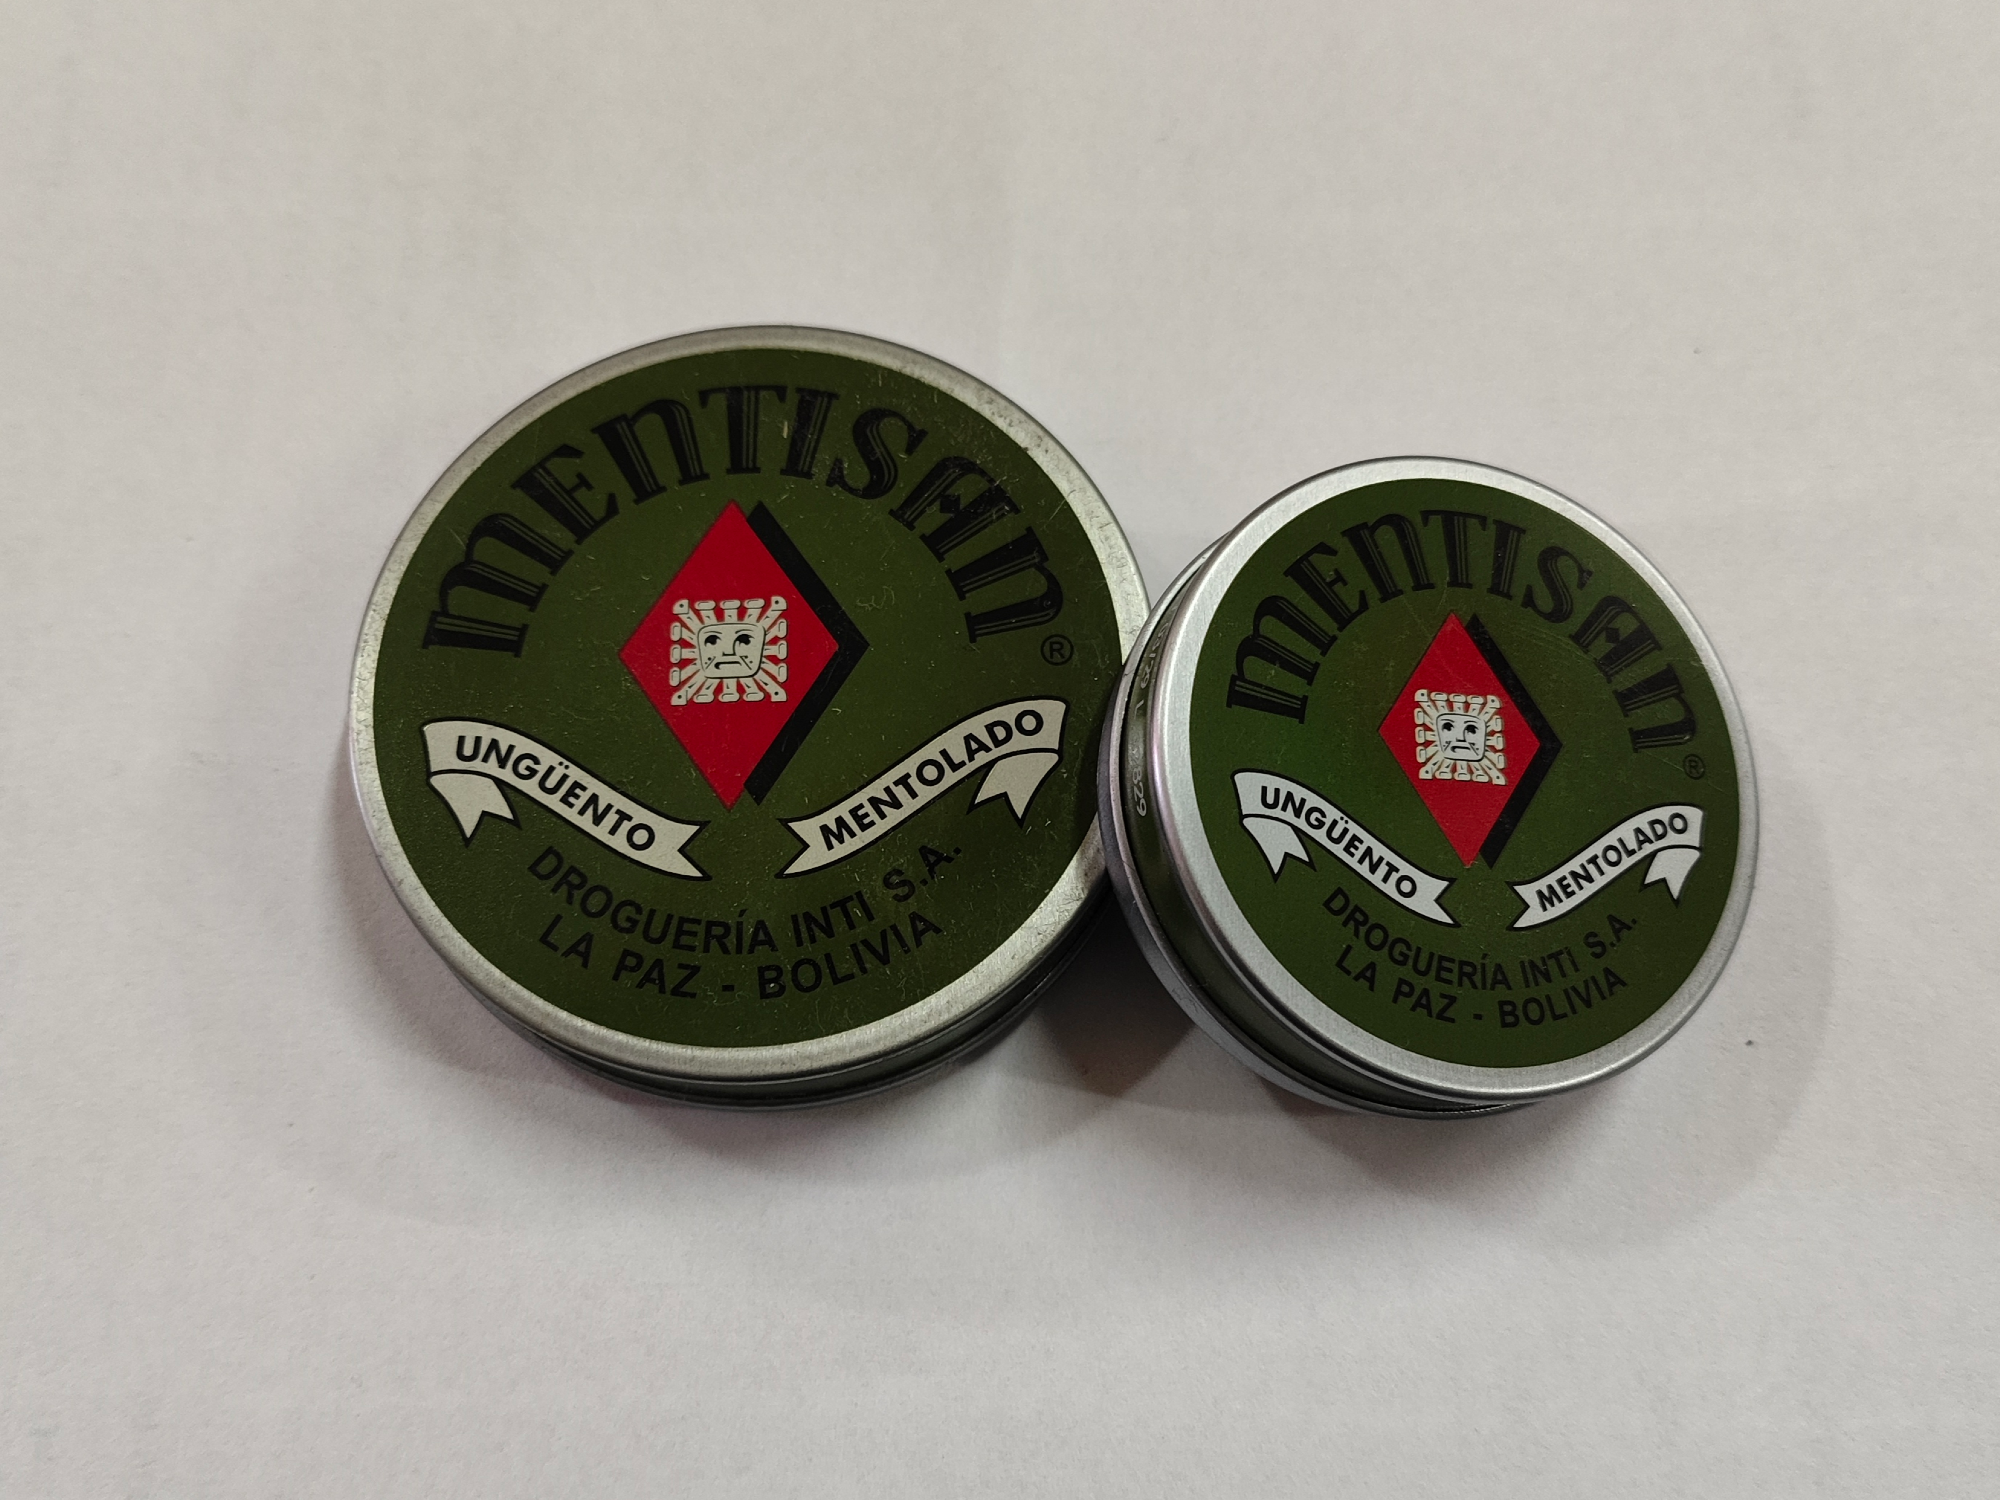 MENTISAN ®
UNGÜENTO MENTOLADO
DROGUERÍA INTI S.A.
LA PAZ - BOLIVIA
MENTISAN ®
UNGÜENTO MENTOLADO
DROGUERÍA INTI S.A.
LA PAZ - BOLIVIA